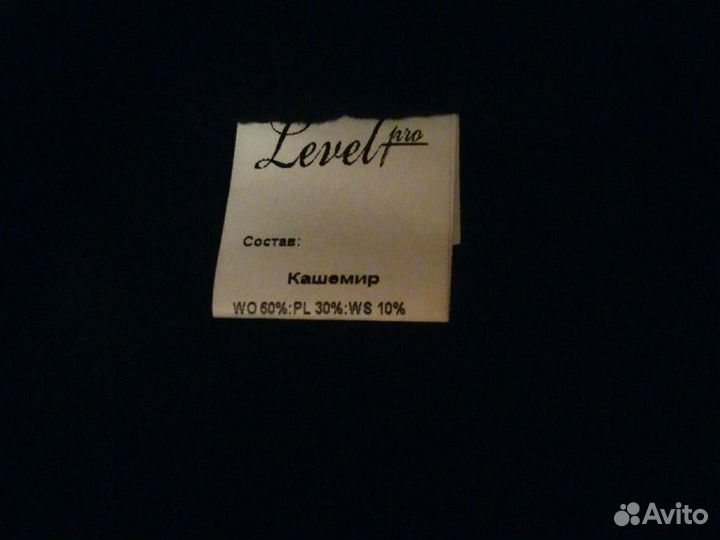 Level pro
Состав:
Кашемир
WO 60%:PL 30%:WS 10%
Avito